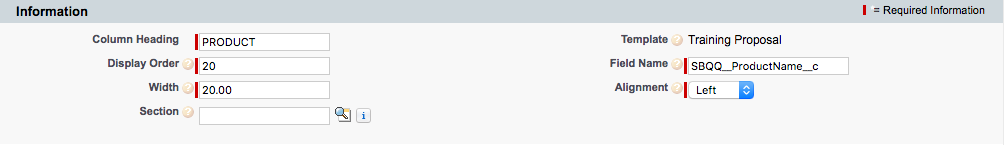 Information
= Required Information
Column Heading PRODUCT Template Training Proposal
Display Order 20 Field Name SBQQ__ProductName__c
Width 20.00 Alignment Left
Section